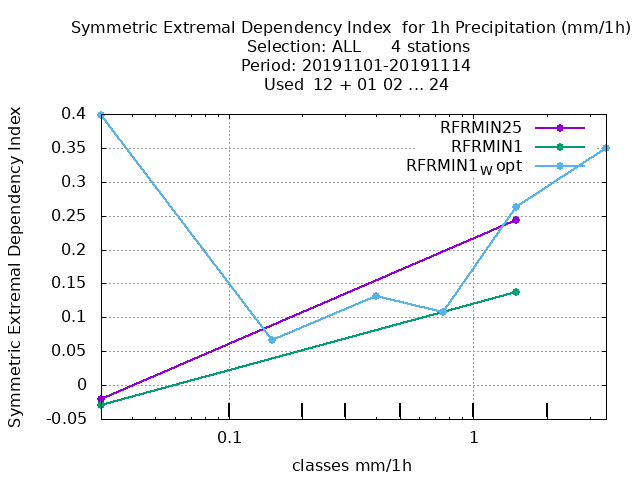 Symmetric Extremal Dependency Index  for 1h Precipitation (mm/1h)
Selection: ALL      4 stations
Period: 20191101-20191114
Used  12 + 01 02 ... 24
Symmetric Extremal Dependency Index
0.4
0.35
0.3
0.25
0.2
0.15
0.1
0.05
0
-0.05
RFRMIN25
RFRMIN1
RFRMIN1W opt
0.1
1
classes mm/1h